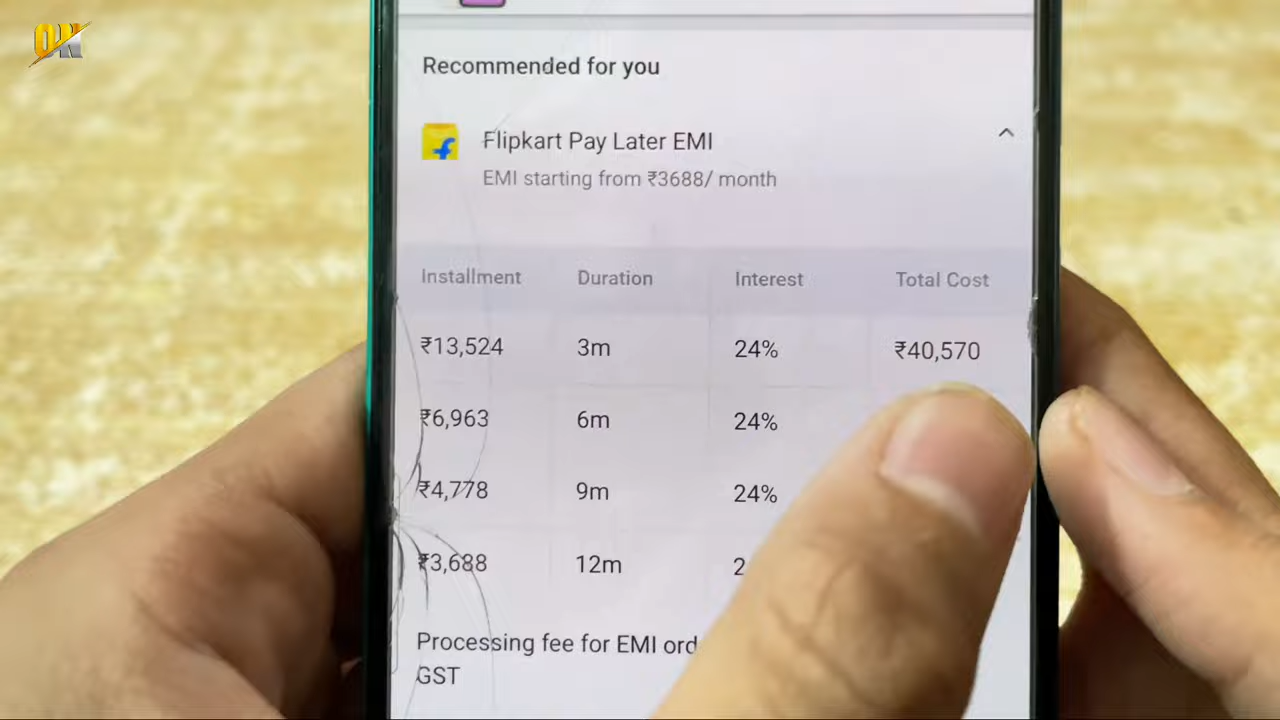 ON
Recommended for you
Flipkart Pay Later EMI
EMI starting from ₹3688/ month
Installment Duration Interest Total Cost
₹13,524 3m 24% ₹40,570
₹6,963 6m 24%
₹4,778 9m 24%
₹3,688 12m 2
Processing fee for EMI ord
GST